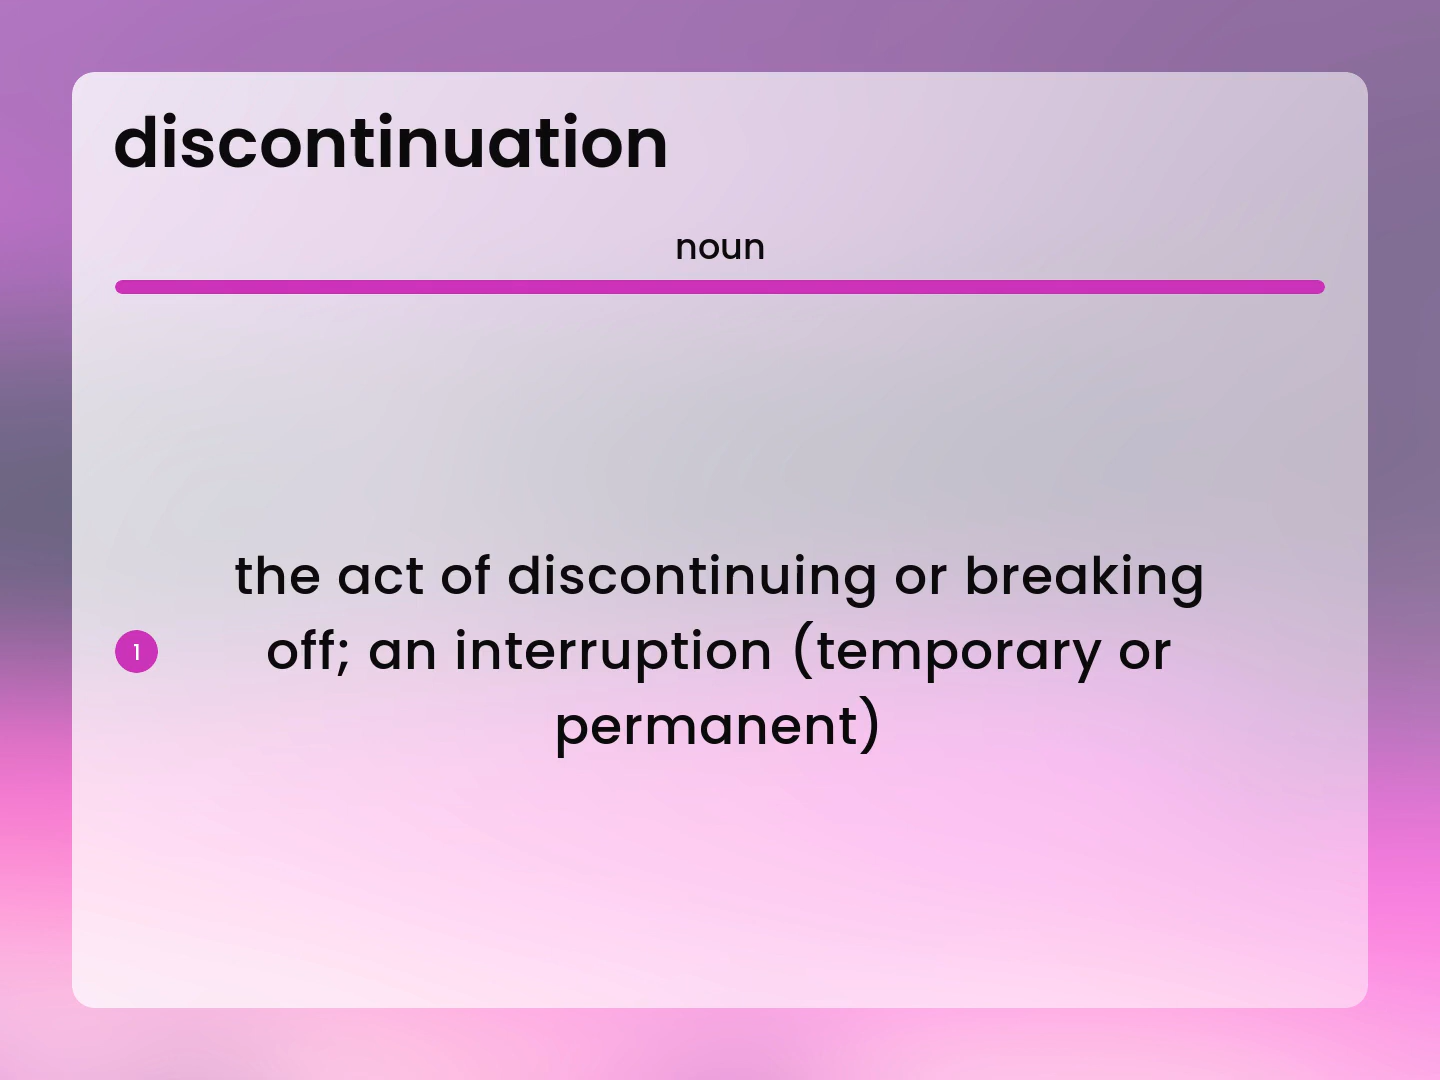 discontinuation
noun
the act of discontinuing or breaking
1 off; an interruption (temporary or
permanent)